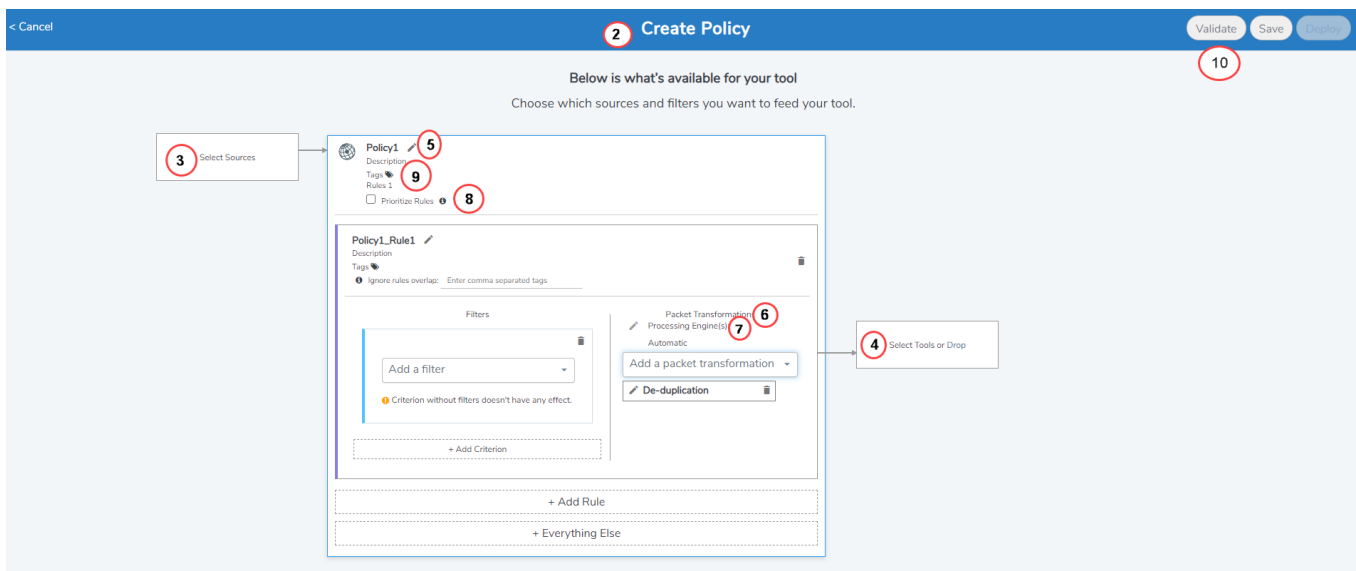 < Cancel
2 Create Policy
Validate Save Deploy
10
Below is what's available for your tool
Choose which sources and filters you want to feed your tool.
3 Select Sources
Policy1 5
Description
Tags 9
Rules 1
Prioritize Rules 8
Policy1_Rule1
Description
Tags
Ignore rules overlap: Enter comma separated tags
Filters
Add a filter
Criterion without filters doesn't have any effect.
+ Add Criterion
Packet Transformation 6
Processing Engine(s) 7
Automatic
Add a packet transformation
De-duplication
4 Select Tools or Drop
+ Add Rule
+ Everything Else